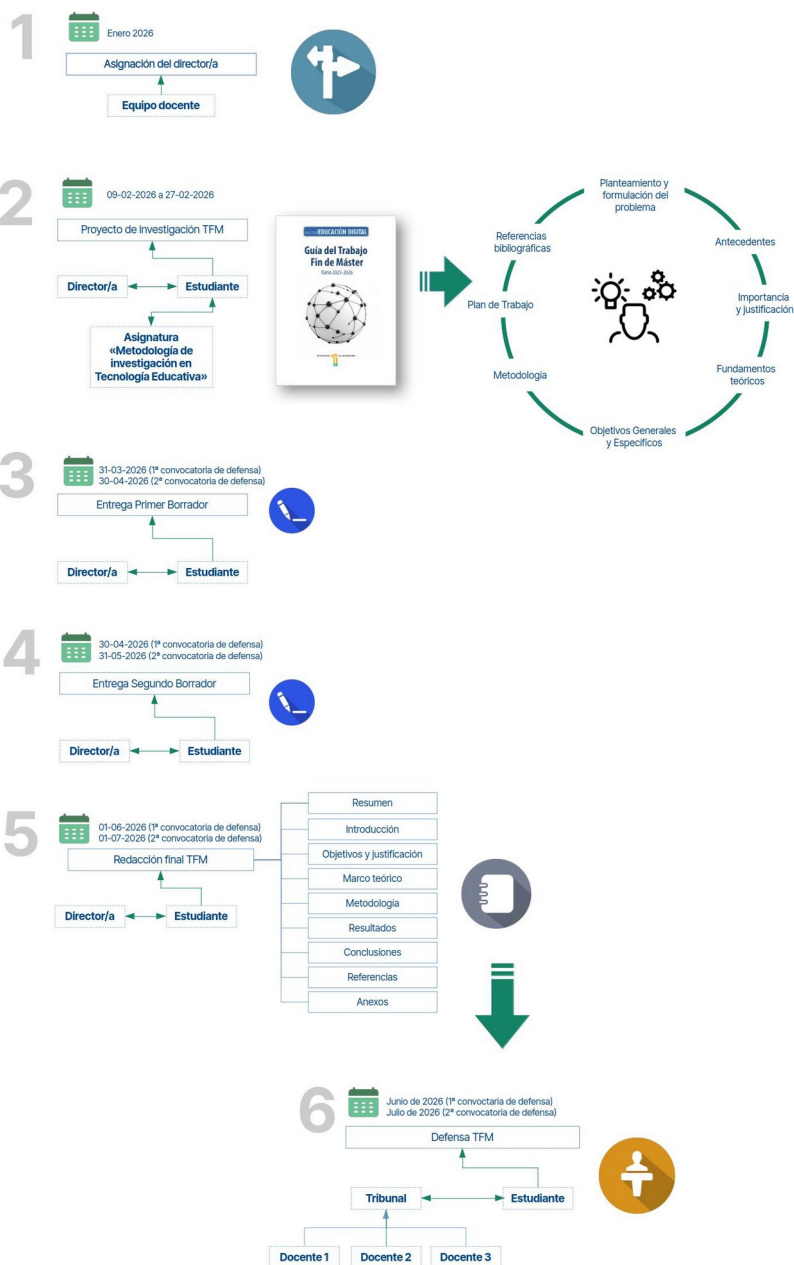 1
Enero 2026
Asignación del director/a
Equipo docente
2
09-02-2026 a 27-02-2026
Proyecto de investigación TFM
Director/a
Estudiante
Asignatura
«Metodología de
investigación en
Tecnología Educativa»
EDUCACIÓN DIGITAL
Guía del Trabajo
Fin de Máster
Curso 2025-2026
Planteamiento y
formulación del
problema
Antecedentes
Importancia
y justificación
Fundamentos
teóricos
Objetivos Generales
y Específicos
Metodología
Plan de Trabajo
Referencias
bibliográficas
3
31-03-2026 (1ª convocatoria de defensa)
30-04-2026 (2ª convocatoria de defensa)
Entrega Primer Borrador
Director/a
Estudiante
4
30-04-2026 (1ª convocatoria de defensa)
31-05-2026 (2ª convocatoria de defensa)
Entrega Segundo Borrador
Director/a
Estudiante
5
01-06-2026 (1ª convocatoria de defensa)
01-07-2026 (2ª convocatoria de defensa)
Redacción final TFM
Director/a
Estudiante
Resumen
Introducción
Objetivos y justificación
Marco teórico
Metodología
Resultados
Conclusiones
Referencias
Anexos
6
Junio de 2026 (1ª convoctaria de defensa)
Julio de 2026 (2ª convocatoria de defensa)
Defensa TFM
Tribunal
Estudiante
Docente 1
Docente 2
Docente 3